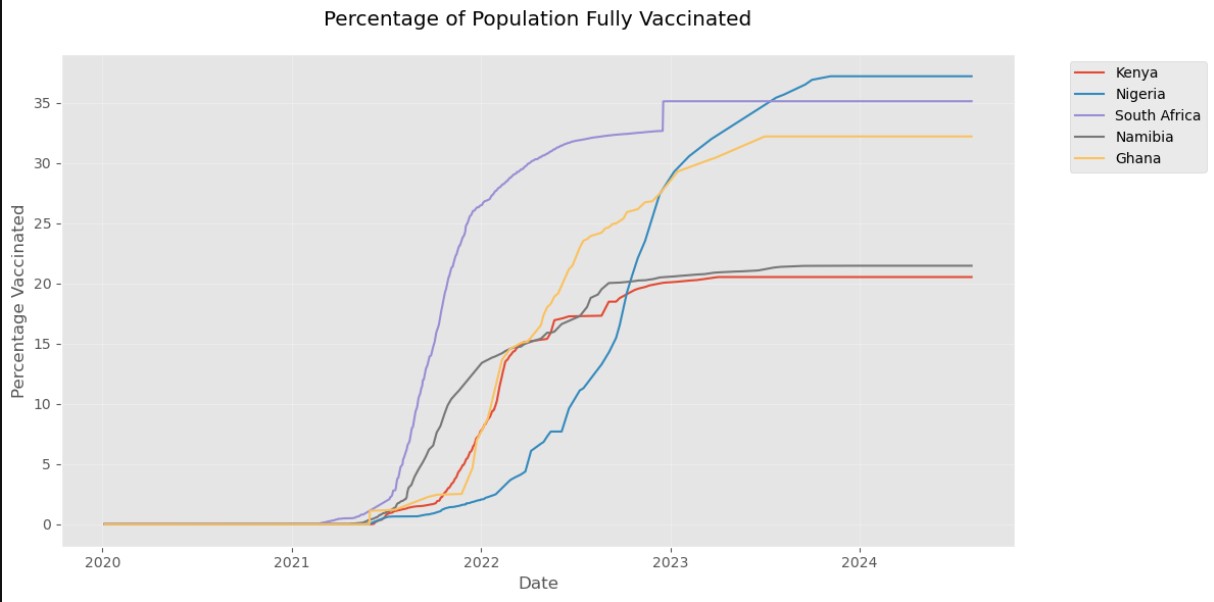 Percentage of Population Fully Vaccinated
Percentage Vaccinated
35
30
25
20
15
10
5
0
2020 2021 2022 2023 2024
Date
Kenya
Nigeria
South Africa
Namibia
Ghana